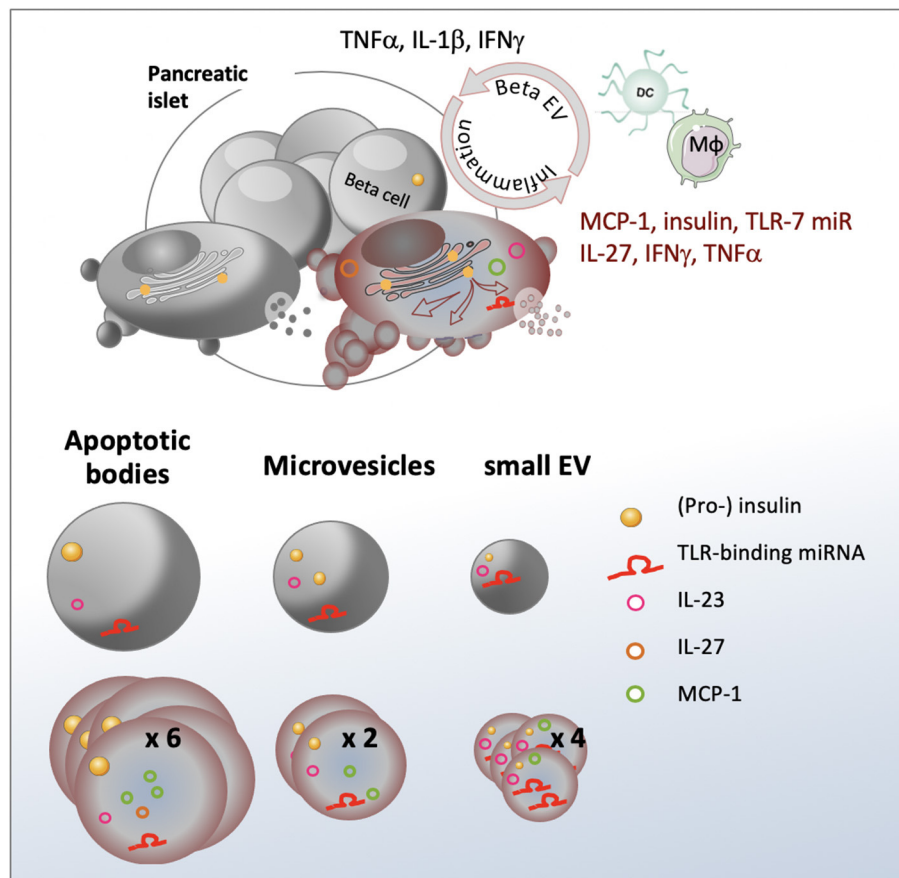 TNFα, IL-1β, IFNγ
Pancreatic
islet
Beta EV
Inflammation
DC
Mϕ
Beta cell
MCP-1, insulin, TLR-7 miR
IL-27, IFNγ, TNFα
Apoptotic
bodies
Microvesicles
small EV
(Pro-) insulin
TLR-binding miRNA
IL-23
IL-27
MCP-1
x 6
x 2
x 4